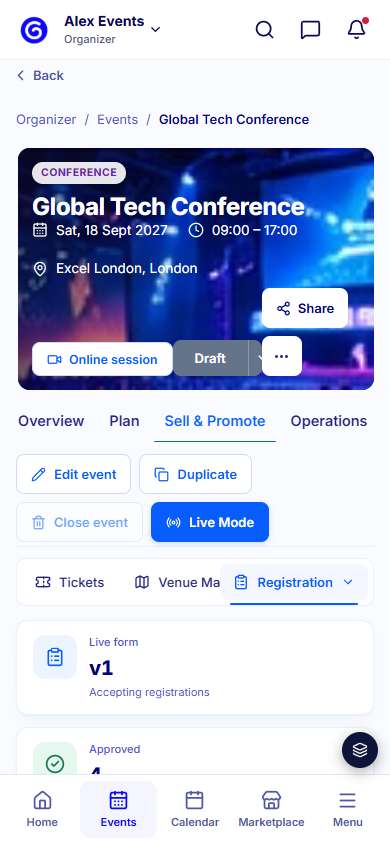 Alex Events
Organizer
Back
Organizer / Events / Global Tech Conference
CONFERENCE
Global Tech Conference
Sat, 18 Sept 2027 09:00 – 17:00
Excel London, London
Share
Online session Draft
Overview Plan Sell & Promote Operations
Edit event Duplicate
Close event Live Mode
Tickets Venue Ma Registration
Live form
v1
Accepting registrations
Approved
4
Home Events Calendar Marketplace Menu